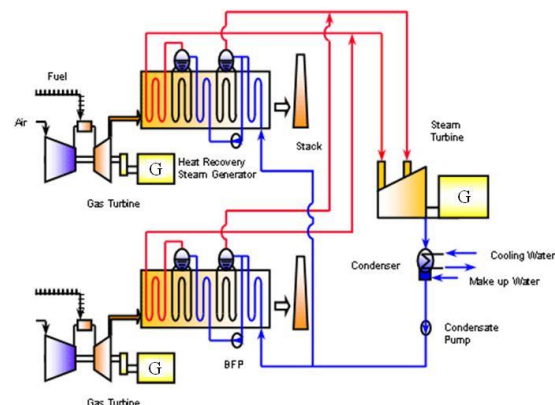 Fuel
Air
G
Heat Recovery
Steam Generator
Gas Turbine
Stack
Steam
Turbine
G
Condenser
Cooling Water
Make up Water
Condensate
Pump
BFP
G
Gas Turbine